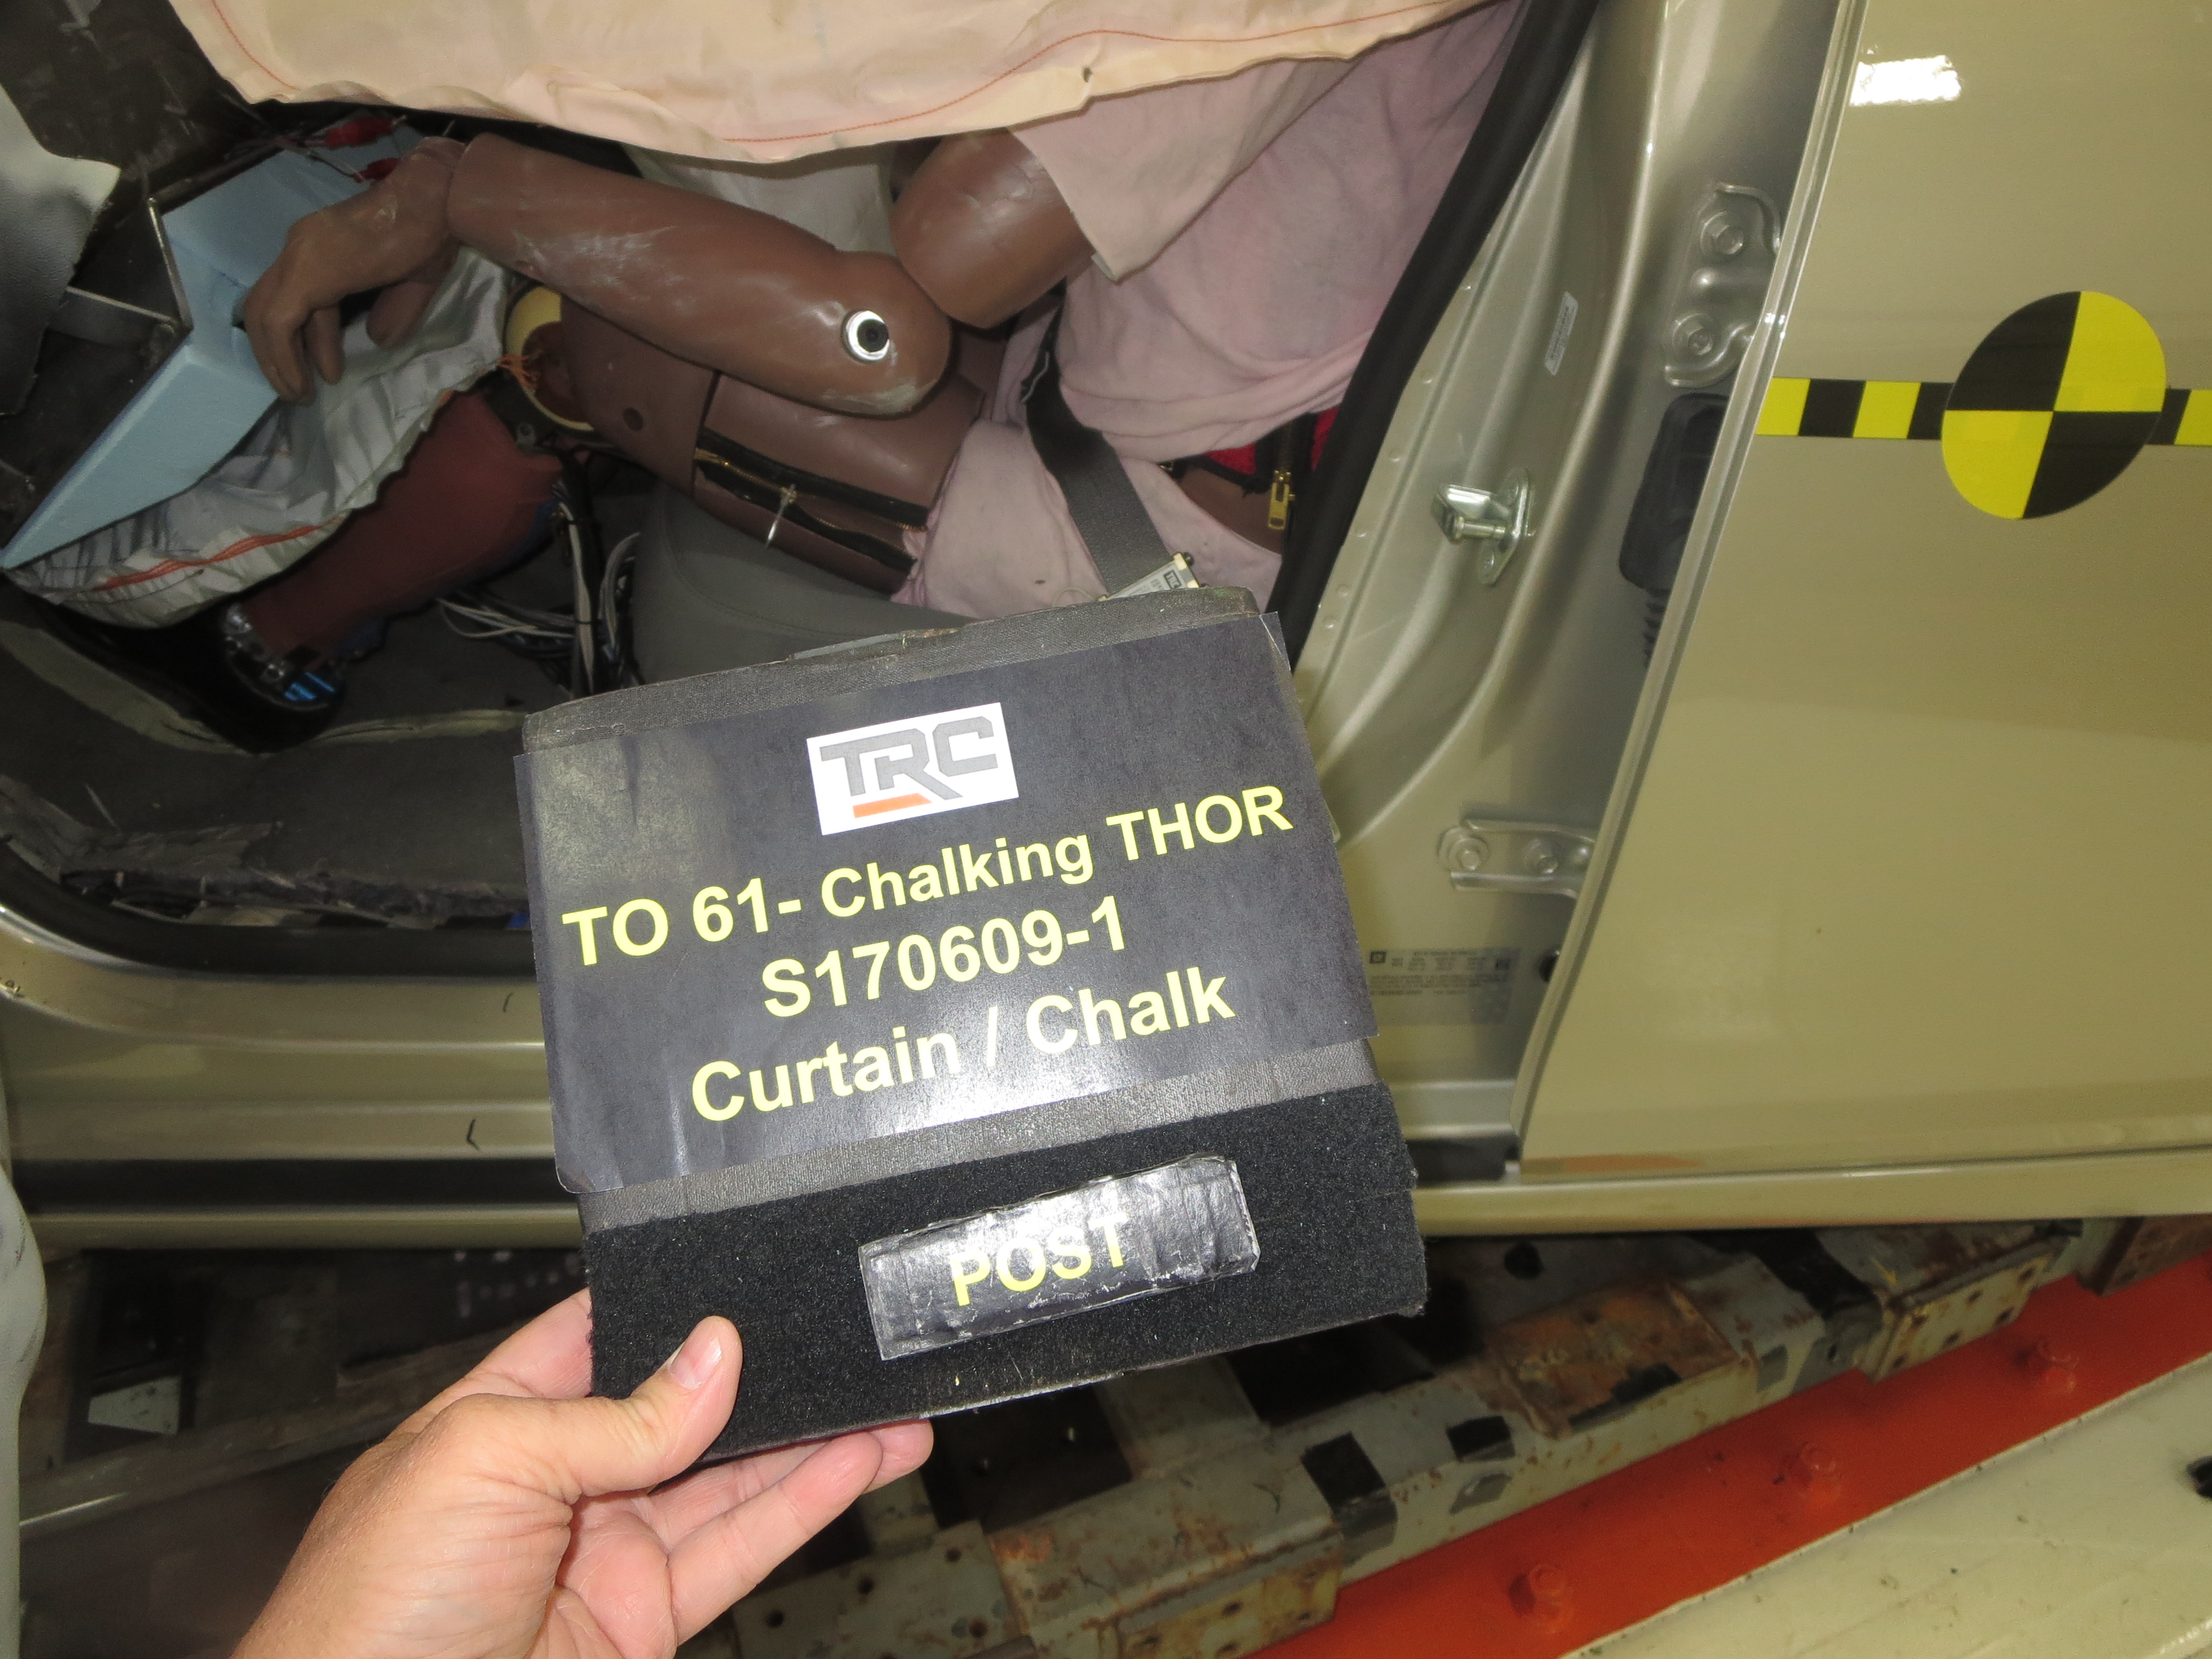 TRC
TO 61- Chalking THOR
S170609-1
Curtain / Chalk
POST